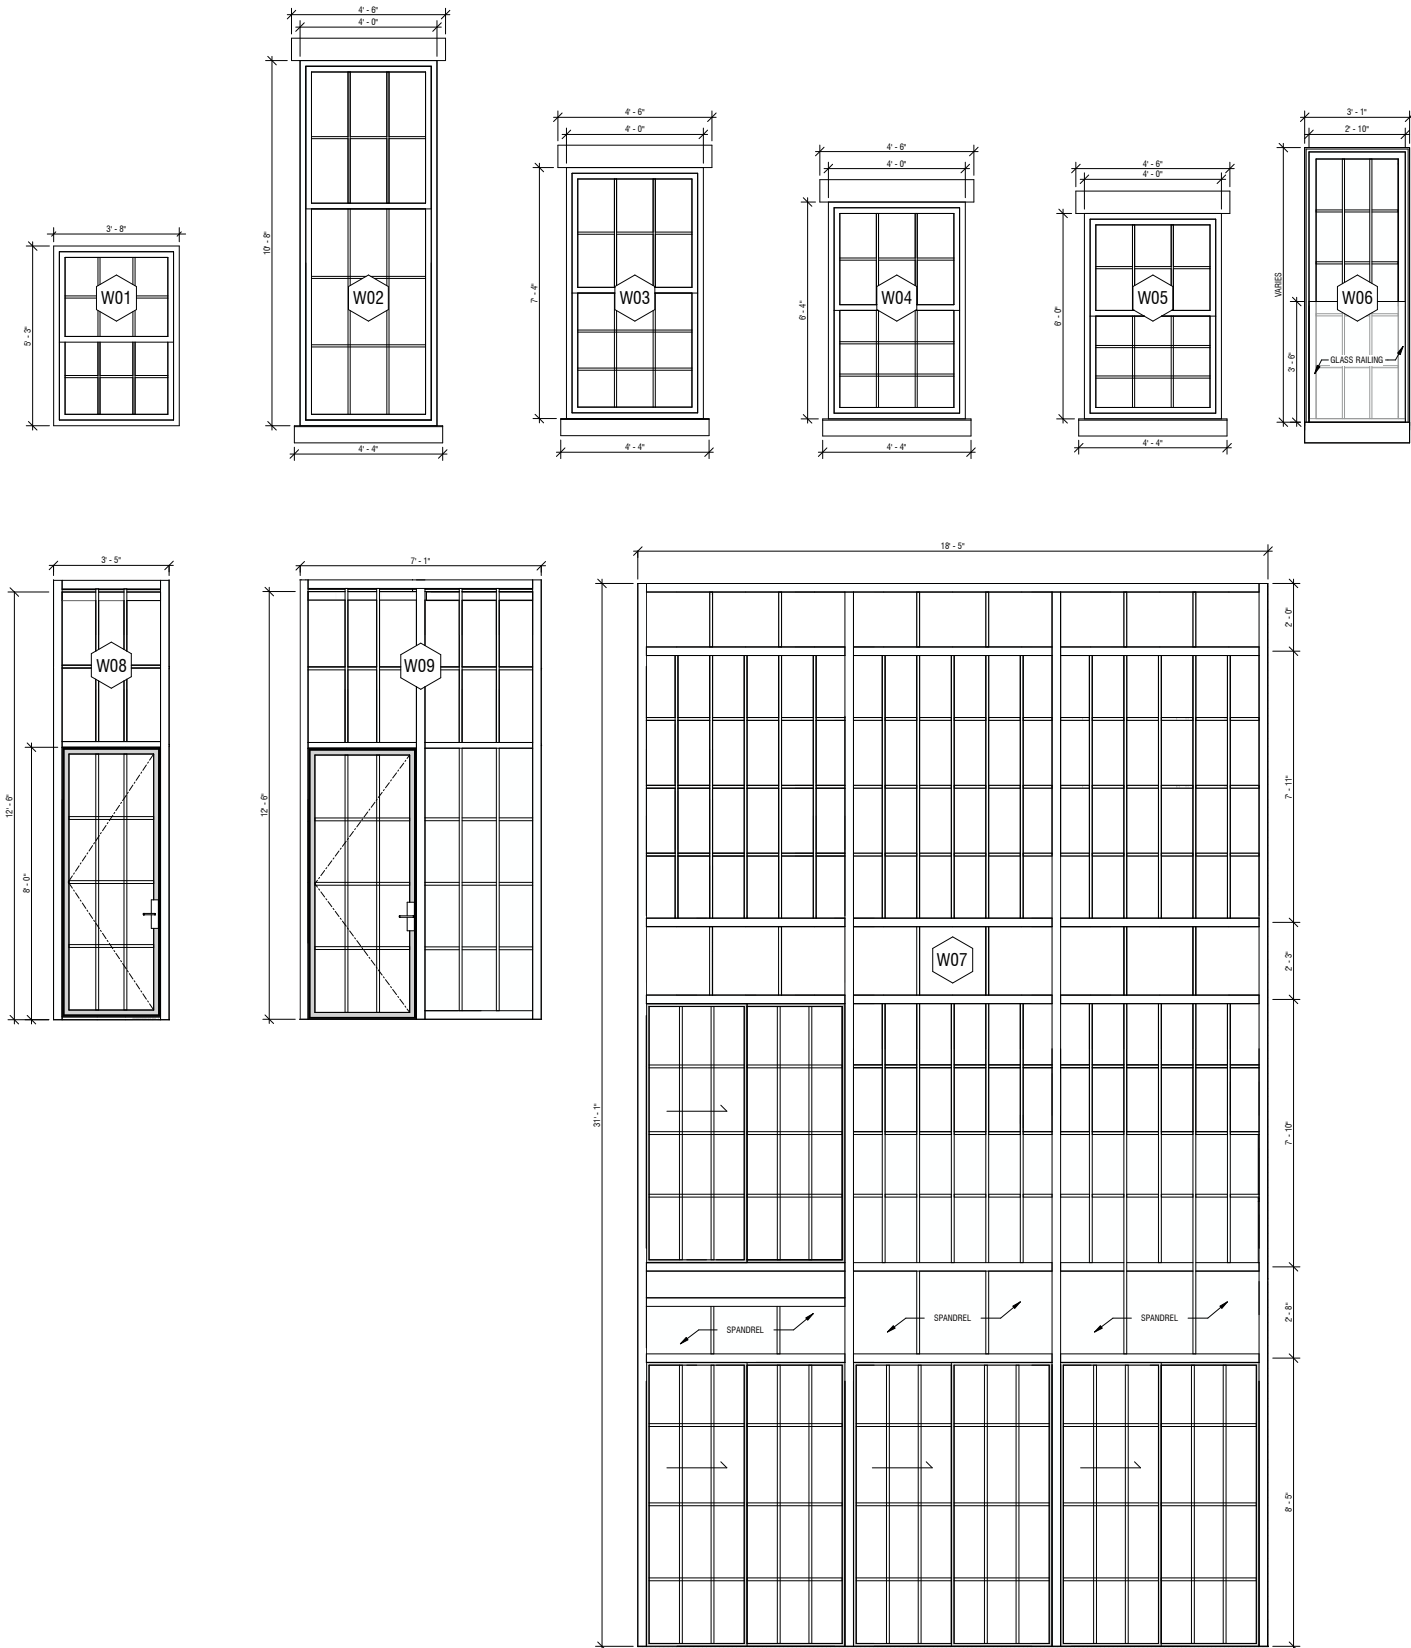 4' - 6"
4' - 0"
10' - 8"
W02
4' - 4"
3' - 8"
5' - 3"
W01
4' - 6"
4' - 0"
7' - 4"
W03
4' - 4"
4' - 6"
4' - 0"
6' - 4"
W04
4' - 4"
4' - 6"
4' - 0"
6' - 0"
W05
4' - 4"
3' - 1"
2' - 10"
VARIES
W06
3' - 6"
GLASS RAILING
3' - 5"
W08
12' - 6"
8' - 0"
7' - 1"
W09
12' - 6"
18' - 5"
31' - 1"
2' - 0"
7' - 11"
W07
2' - 3"
7' - 10"
SPANDREL
SPANDREL
SPANDREL
2' - 8"
8' - 5"